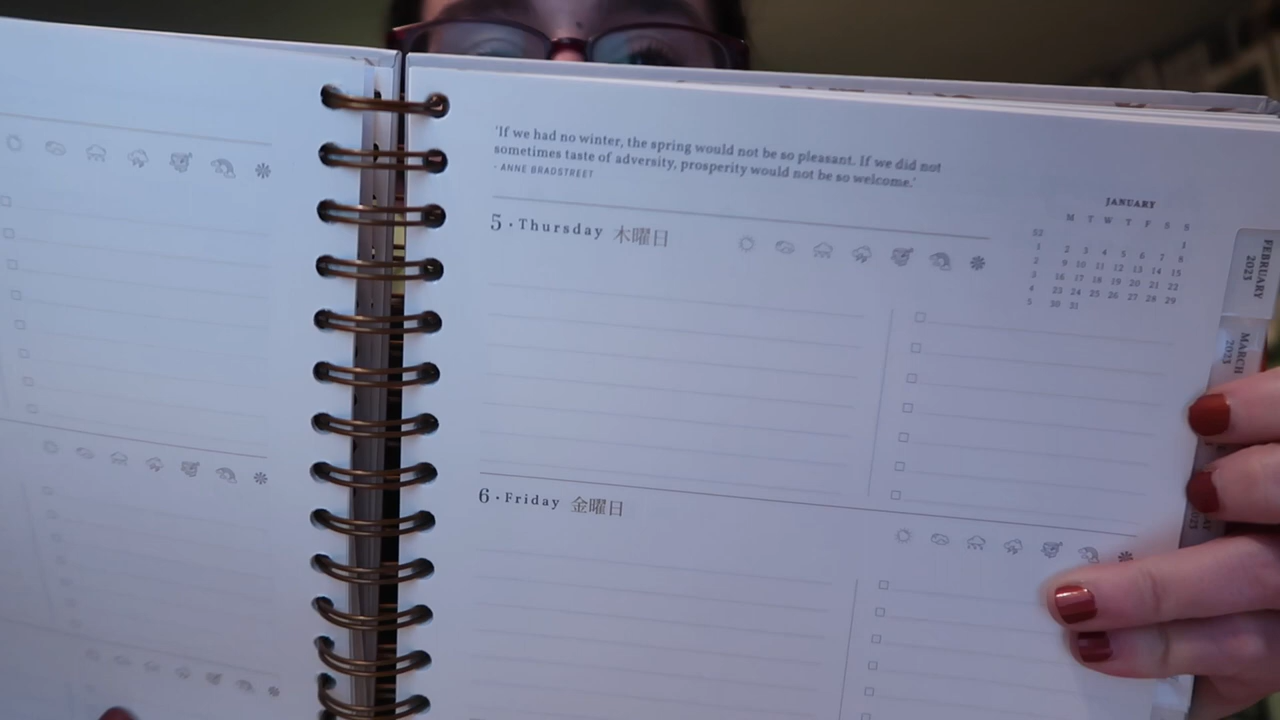 'If we had no winter, the spring would not be so pleasant. If we did not
sometimes taste of adversity, prosperity would not be so welcome.'
- ANNE BRADSTREET
5 · Thursday 木曜日
JANUARY
M T W T F S S
52 1
1 2 3 4 5 6 7 8
2 9 10 11 12 13 14 15
3 16 17 18 19 20 21 22
4 23 24 25 26 27 28 29
5 30 31
FEBRUARY
2023
MARCH
2023
6 · Friday 金曜日